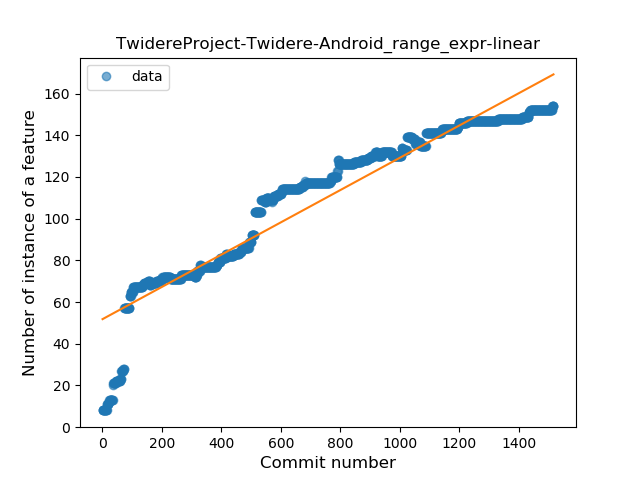 TwidereProject-Twidere-Android_range_expr-linear
data
Number of instance of a feature
160
140
120
100
80
60
40
20
0
0 200 400 600 800 1000 1200 1400
Commit number